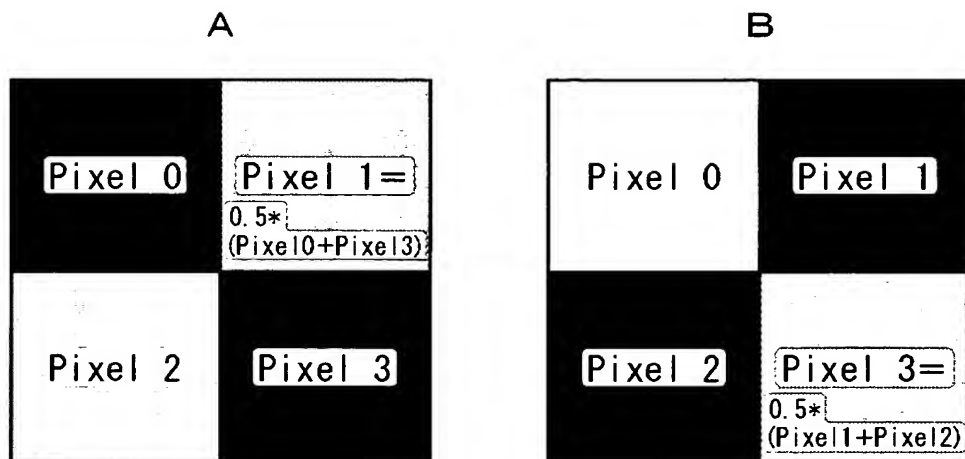 A
B
Pixel 0
Pixel 1=
0.5*
(Pixel0+Pixel3)
Pixel 2
Pixel 3
Pixel 0
Pixel 1
Pixel 2
Pixel 3=
0.5*
(Pixel1+Pixel2)